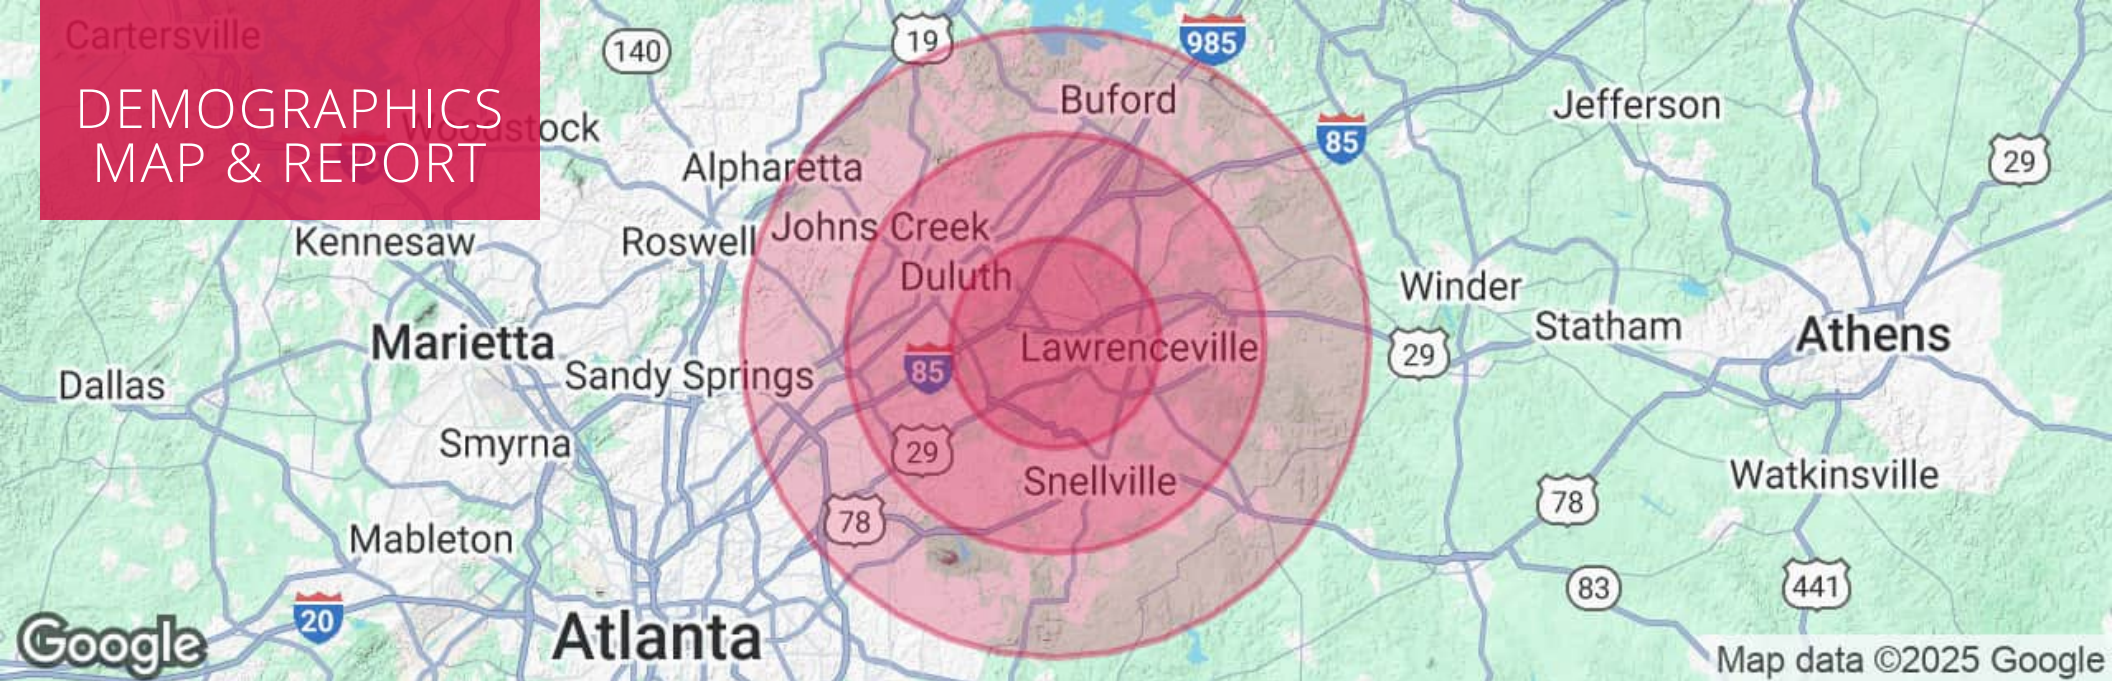 Cartersville
DEMOGRAPHICS
MAP & REPORT
Woodstock
140
19
985
Buford
85
Jefferson
29
Alpharetta
Johns Creek
Kennesaw
Roswell
Duluth
Winder
Statham
Athens
Marietta
Lawrenceville
29
85
Sandy Springs
Dallas
Smyrna
29
Snellville
78
78
Watkinsville
Mableton
83
441
20
Atlanta
Google
Map data ©2025 Google